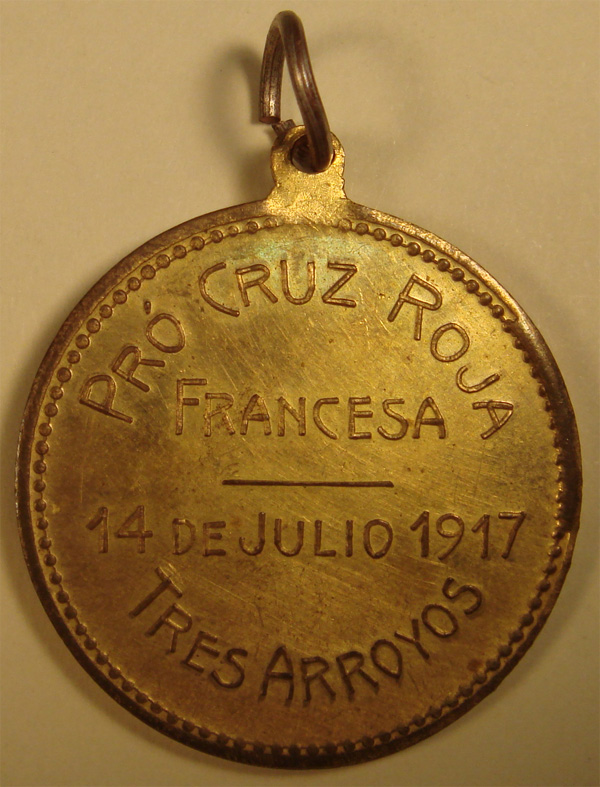 PRÓ CRUZ ROJA
FRANCESA
14 DE JULIO 1917
TRES ARROYOS